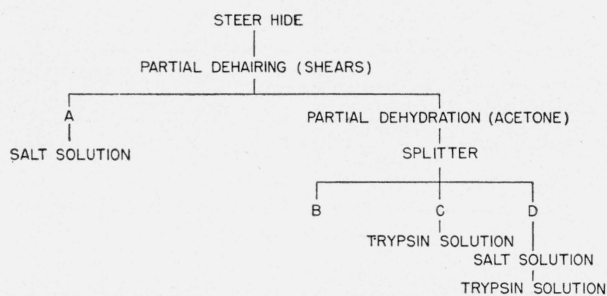 STEER HIDE
PARTIAL DEHAIRING (SHEARS)
A
PARTIAL DEHYDRATION (ACETONE)
SALT SOLUTION
SPLITTER
B C D
TRYPSIN SOLUTION
SALT SOLUTION
TRYPSIN SOLUTION